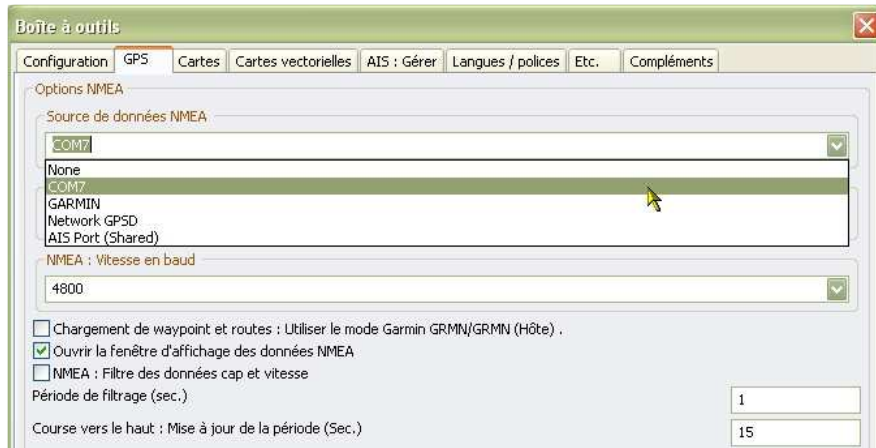 Boîte à outils
Configuration GPS Cartes Cartes vectorielles AIS : Gérer Langues / polices Etc. Compléments
Options NMEA
Source de données NMEA
COM7
None
COM7
GARMIN
Network GPSD
AIS Port (Shared)
NMEA : Vitesse en baud
4800
Chargement de waypoint et routes : Utiliser le mode Garmin GRMN/GRMN (Hôte) .
Ouvrir la fenêtre d'affichage des données NMEA
NMEA : Filtre des données cap et vitesse
Période de filtrage (sec.) 1
Course vers le haut : Mise à jour de la période (Sec.) 15